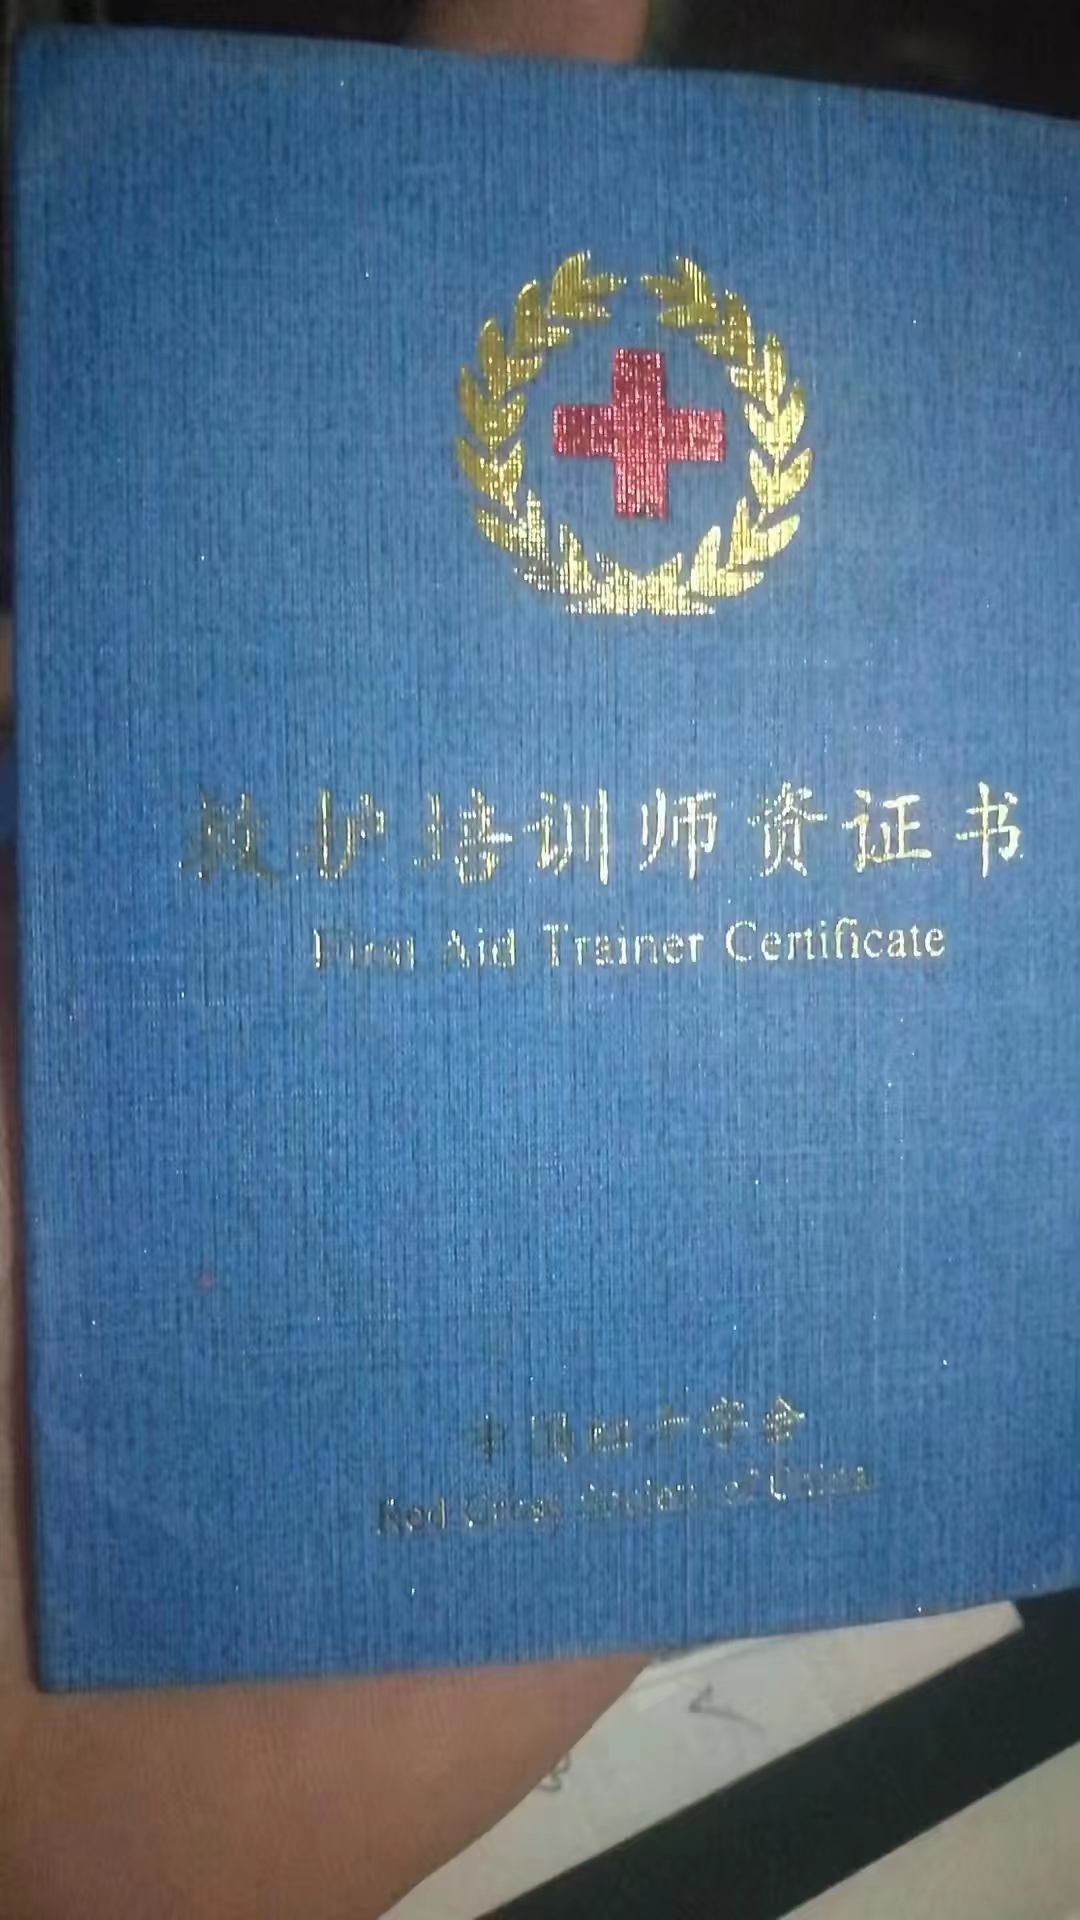 救护培训师资证书
First Aid Trainer Certificate
中国红十字会
Red Cross Society of China